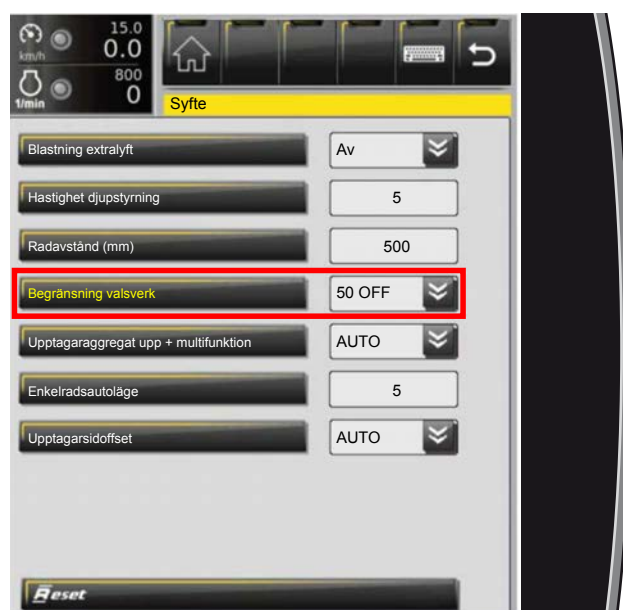 15.0
km/h 0.0
800
1/min 0
Syfte
Blastning extralyft Av
Hastighet djupstyrning 5
Radavstånd (mm) 500
Begränsning valsverk 50 OFF
Upptagaraggregat upp + multifunktion AUTO
Enkelradsautoläge 5
Upptagarsidoffset AUTO
Reset